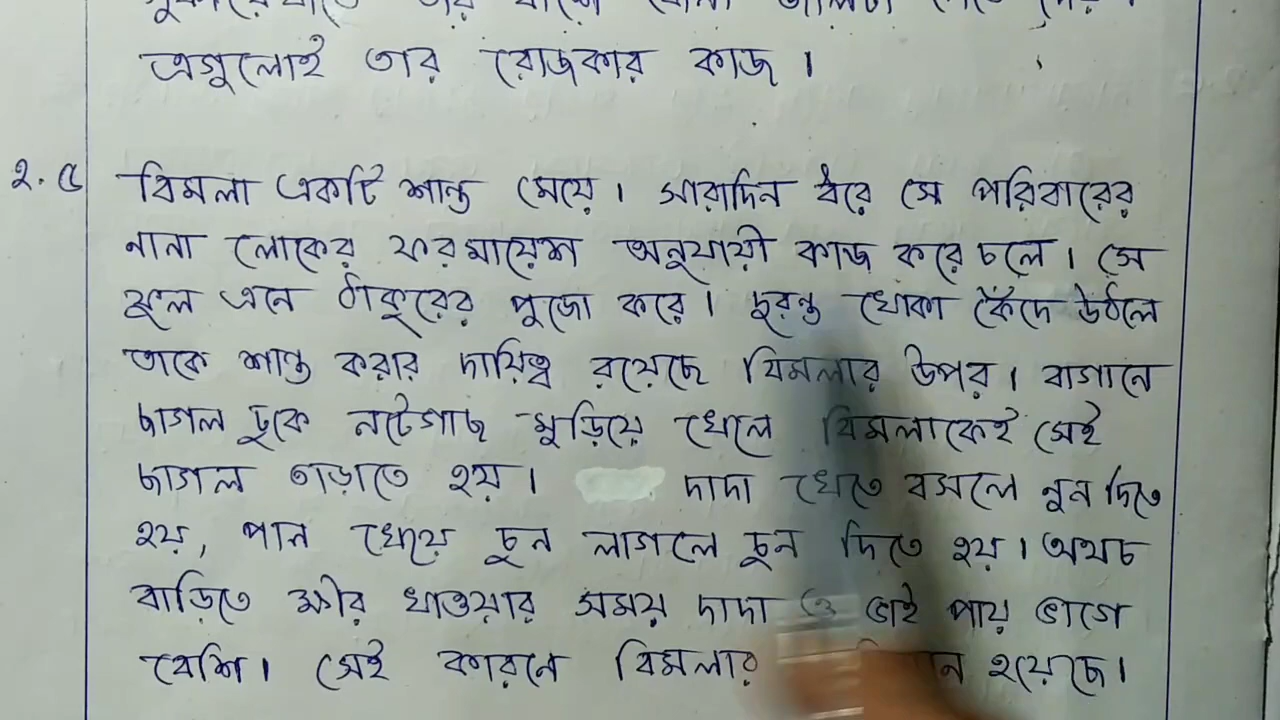 এগুলোই তার রোজকার কাজ।
২.৫ বিমলা একটি শান্ত মেয়ে। সারাদিন ধরে সে পরিবারের
নানা লোকের ফরমায়েশ অনুযায়ী কাজ করে চলে। সে
ফুল এনে ঠাকুরের পুজো করে। দুরন্ত খোকা কেঁদে উঠলে
তাকে শান্ত করার দায়িত্ব রয়েছে বিমলার উপর। বাগানে
ছাগল ঢুকে নটেগাছ মুড়িয়ে খেলে বিমলাকেই সেই
ছাগল তাড়াতে হয়। দাদা খেতে বসলে নুন দিতে
হয়, পান খেয়ে চুন লাগলে চুন দিতে হয়। অথচ
বাড়িতে ক্ষীর খাওয়ার সময় দাদা ও ভাই পায় ভাগে
বেশি। সেই কারনে বিমলার হয়েছে।